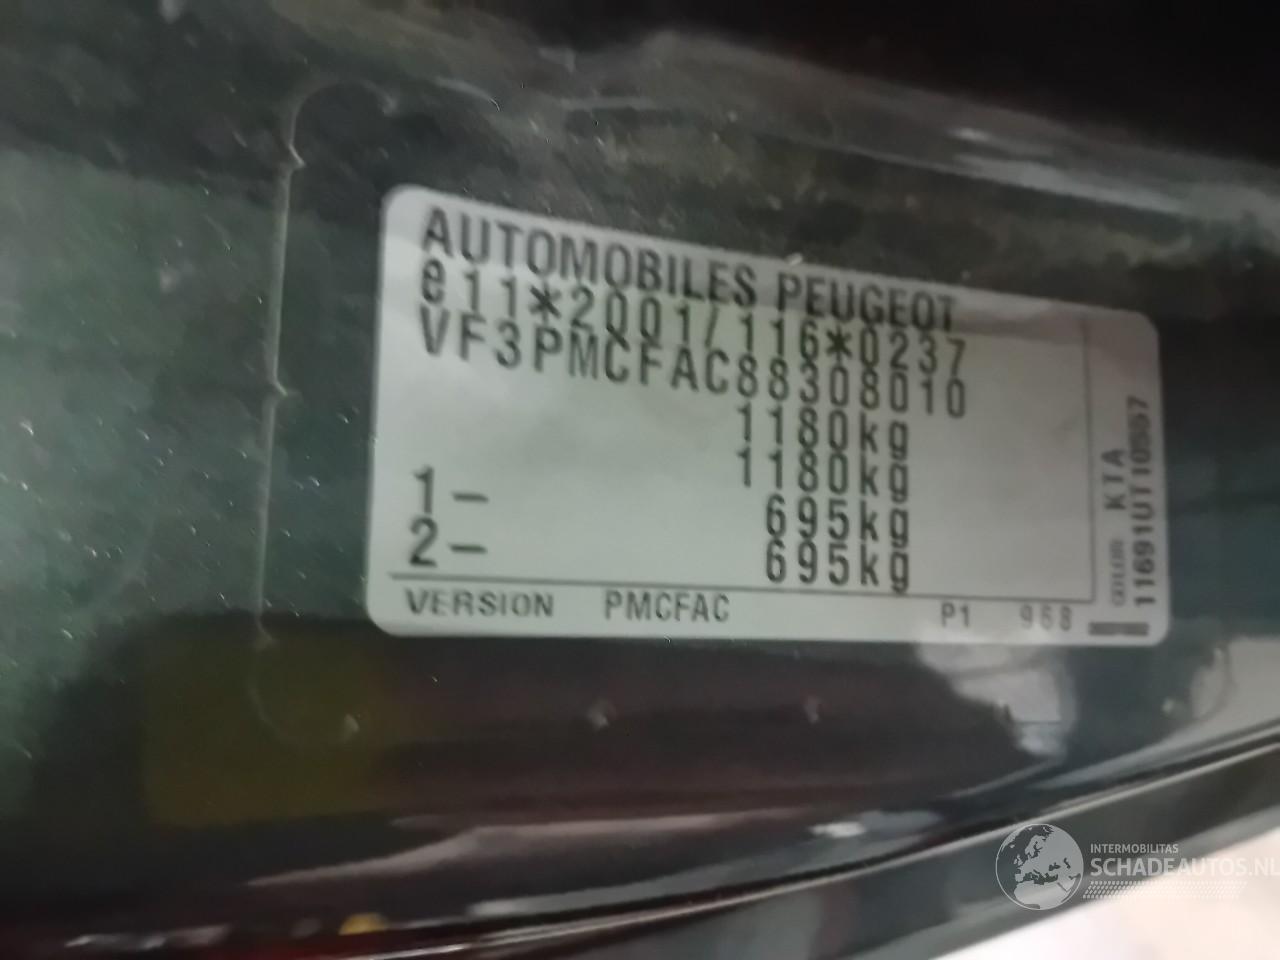 AUTOMOBILES PEUGEOT
e11*2001/116*0237
VF3PMCFAC88308010
1180kg
1180kg
1- 695kg
2- 695kg
VERSION PMCFAC P1 968
COLOR KTA
11691UT10557
INTERMOBILITAS
SCHADEAUTOS.NL